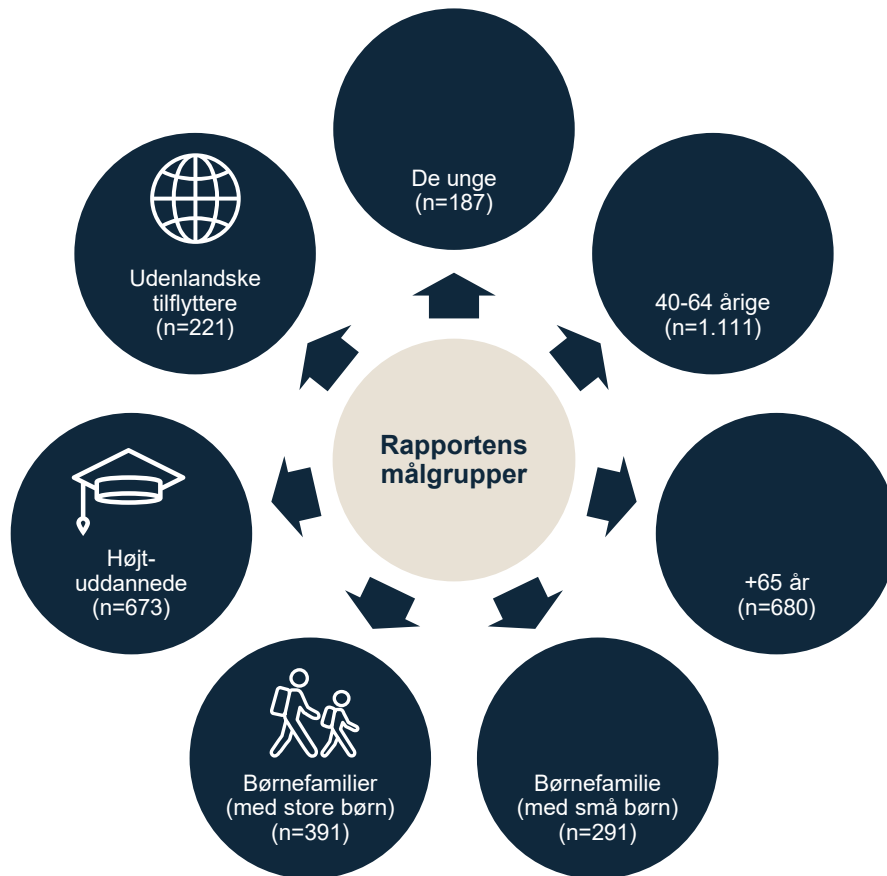 De unge
(n=187)
40-64 årige
(n=1.111)
+65 år
(n=680)
Børnefamilie
(med små børn)
(n=291)
Børnefamilier
(med store børn)
(n=391)
Højt-
uddannede
(n=673)
Udenlandske
tilflyttere
(n=221)
Rapportens
målgrupper